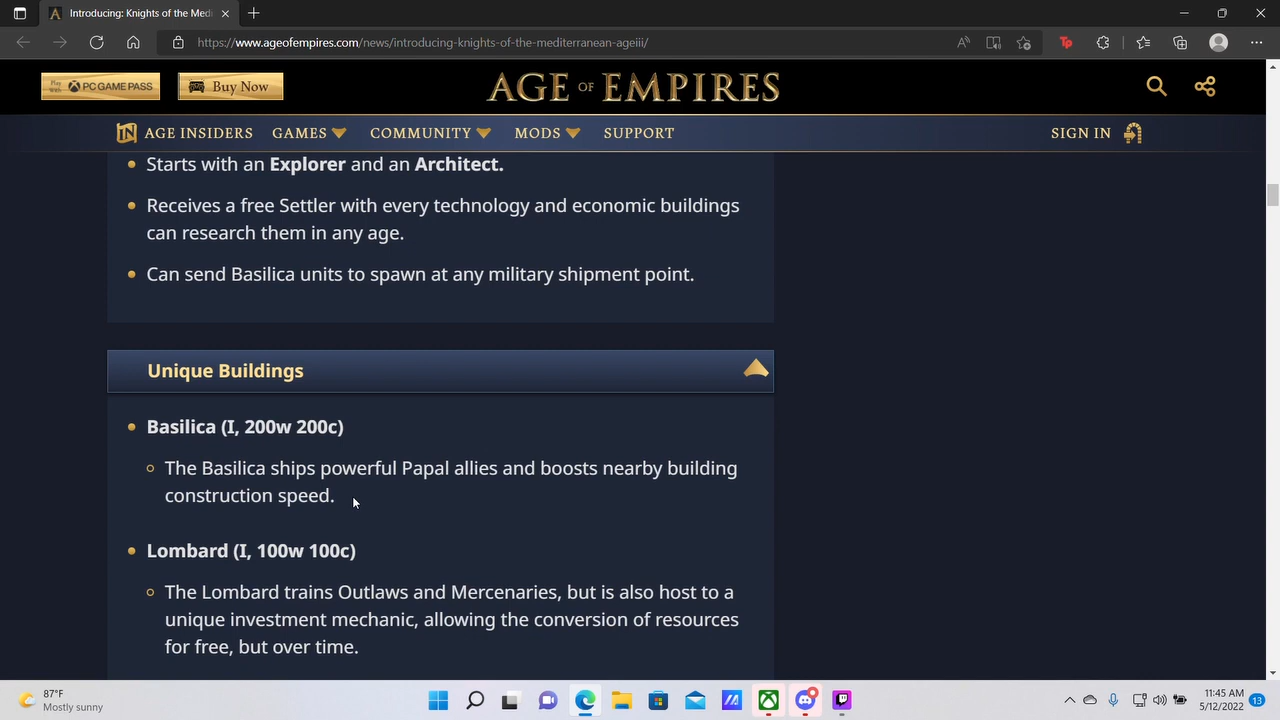 Introducing: Knights of the Med
https://www.ageofempires.com/news/introducing-knights-of-the-mediterranean-ageiii/
Play With PC GAME PASS
Buy Now
AGE OF EMPIRES
AGE INSIDERS GAMES COMMUNITY MODS SUPPORT SIGN IN
Starts with an Explorer and an Architect.
Receives a free Settler with every technology and economic buildings
can research them in any age.
Can send Basilica units to spawn at any military shipment point.
Unique Buildings
Basilica (I, 200w 200c)
The Basilica ships powerful Papal allies and boosts nearby building
construction speed.
Lombard (I, 100w 100c)
The Lombard trains Outlaws and Mercenaries, but is also host to a
unique investment mechanic, allowing the conversion of resources
for free, but over time.
87°F
Mostly sunny
11:45 AM
5/12/2022
13